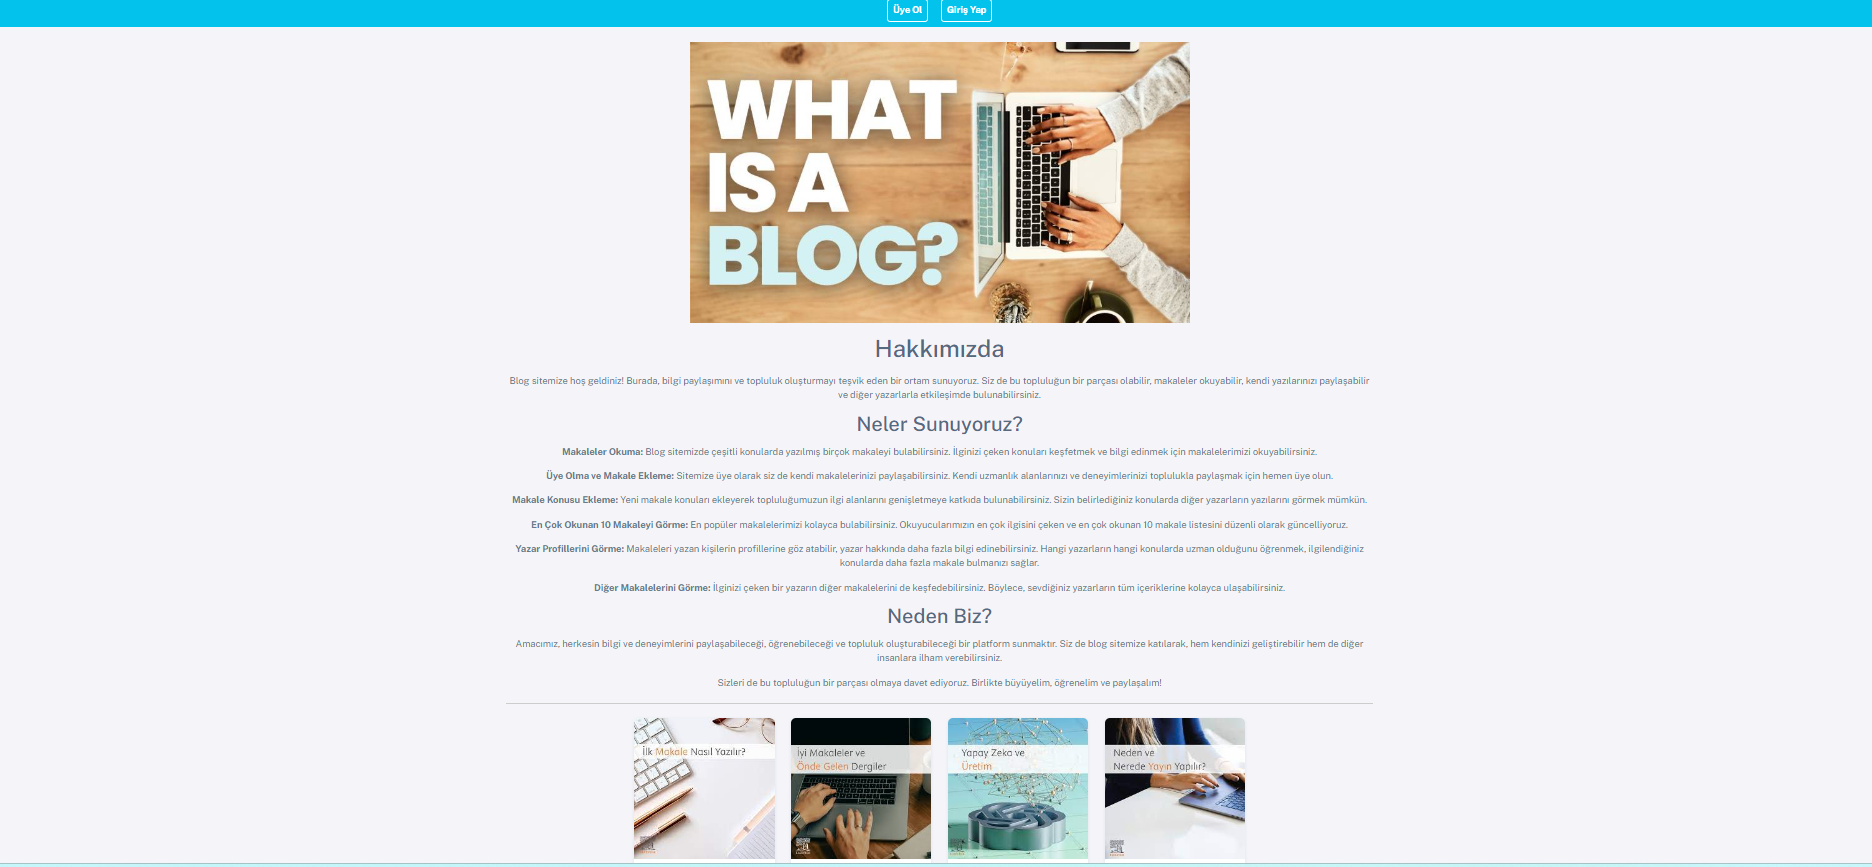 Üye Ol
Giriş Yap
WHAT
IS A
BLOG?
Hakkımızda
Blog sitemize hoş geldiniz! Burada, bilgi paylaşımını ve topluluk oluşturmayı teşvik eden bir ortam sunuyoruz. Siz de bu topluluğun bir parçası olabilir, makaleler okuyabilir, kendi yazılarınızı paylaşabilir
ve diğer yazarlarla etkileşimde bulunabilirsiniz.
Neler Sunuyoruz?
Makaleler Okuma: Blog sitemizde çeşitli konularda yazılmış birçok makaleyi bulabilirsiniz. İlginizi çeken konuları keşfetmek ve bilgi edinmek için makalelerimizi okuyabilirsiniz.
Üye Olma ve Makale Ekleme: Sitemize üye olarak siz de kendi makalelerinizi paylaşabilirsiniz. Kendi uzmanlık alanlarınızı ve deneyimlerinizi toplulukla paylaşmak için hemen üye olun.
Makale Konusu Ekleme: Yeni makale konuları ekleyerek topluluğumuzun ilgi alanlarını genişletmeye katkıda bulunabilirsiniz. Sizin belirlediğiniz konularda diğer yazarların yazılarını görmek mümkün.
En Çok Okunan 10 Makaleyi Görme: En popüler makalelerimizi kolayca bulabilirsiniz. Okuyucularımızın en çok ilgisini çeken ve en çok okunan 10 makale listesini düzenli olarak güncelliyoruz.
Yazar Profillerini Görme: Makaleleri yazan kişilerin profillerine göz atabilir, yazar hakkında daha fazla bilgi edinebilirsiniz. Hangi yazarların hangi konularda uzman olduğunu öğrenmek, ilgilendiğiniz
konularda daha fazla makale bulmanızı sağlar.
Diğer Makalelerini Görme: İlginizi çeken bir yazarın diğer makalelerini de keşfedebilirsiniz. Böylece, sevdiğiniz yazarların tüm içeriklerine kolayca ulaşabilirsiniz.
Neden Biz?
Amacımız, herkesin bilgi ve deneyimlerini paylaşabileceği, öğrenebileceği ve topluluk oluşturabileceği bir platform sunmaktır. Siz de blog sitemize katılarak, hem kendinizi geliştirebilir hem de diğer
insanlara ilham verebilirsiniz.
Sizleri de bu topluluğun bir parçası olmaya davet ediyoruz. Birlikte büyüyelim, öğrenelim ve paylaşalım!
İlk Makale Nasıl Yazılır?
İyi Makaleler ve
Önde Gelen Dergiler
Yapay Zeka ve
Üretim
Neden ve
Nerede Yayın Yapılır?